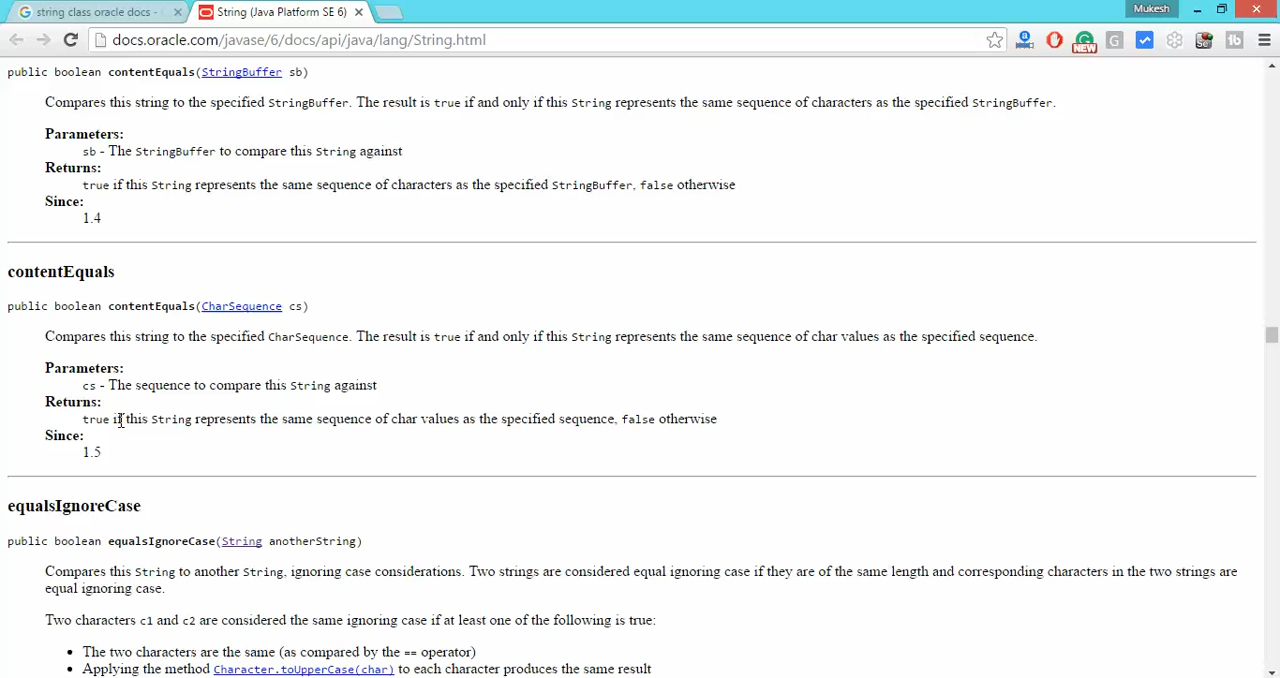 string class oracle docs -
String (Java Platform SE 6)
Mukesh
docs.oracle.com/javase/6/docs/api/java/lang/String.html
NEW
public boolean contentEquals(StringBuffer sb)
Compares this string to the specified StringBuffer. The result is true if and only if this String represents the same sequence of characters as the specified StringBuffer.
Parameters:
sb - The StringBuffer to compare this String against
Returns:
true if this String represents the same sequence of characters as the specified StringBuffer, false otherwise
Since:
1.4
contentEquals
public boolean contentEquals(CharSequence cs)
Compares this string to the specified CharSequence. The result is true if and only if this String represents the same sequence of char values as the specified sequence.
Parameters:
cs - The sequence to compare this String against
Returns:
true if this String represents the same sequence of char values as the specified sequence, false otherwise
Since:
1.5
equalsIgnoreCase
public boolean equalsIgnoreCase(String anotherString)
Compares this String to another String, ignoring case considerations. Two strings are considered equal ignoring case if they are of the same length and corresponding characters in the two strings are
equal ignoring case.
Two characters c1 and c2 are considered the same ignoring case if at least one of the following is true:
• The two characters are the same (as compared by the == operator)
• Applying the method Character.toUpperCase(char) to each character produces the same result